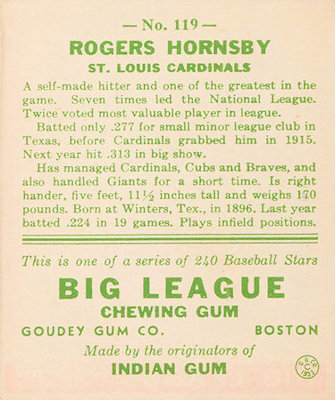 — No. 119 —
ROGERS HORNSBY
ST. LOUIS CARDINALS
A self-made hitter and one of the greatest in the
game. Seven times led the National League.
Twice voted most valuable player in league.
Batted only .277 for small minor league club in
Texas, before Cardinals grabbed him in 1915.
Next year hit .313 in big show.
Has managed Cardinals, Cubs and Braves, and
also handled Giants for a short time. Is right
hander, five feet, 11½ inches tall and weighs 170
pounds. Born at Winters, Tex., in 1896. Last year
batted .224 in 19 games. Plays infield positions.
This is one of a series of 240 Baseball Stars
BIG LEAGUE
CHEWING GUM
GOUDEY GUM CO. BOSTON
Made by the originators of
INDIAN GUM